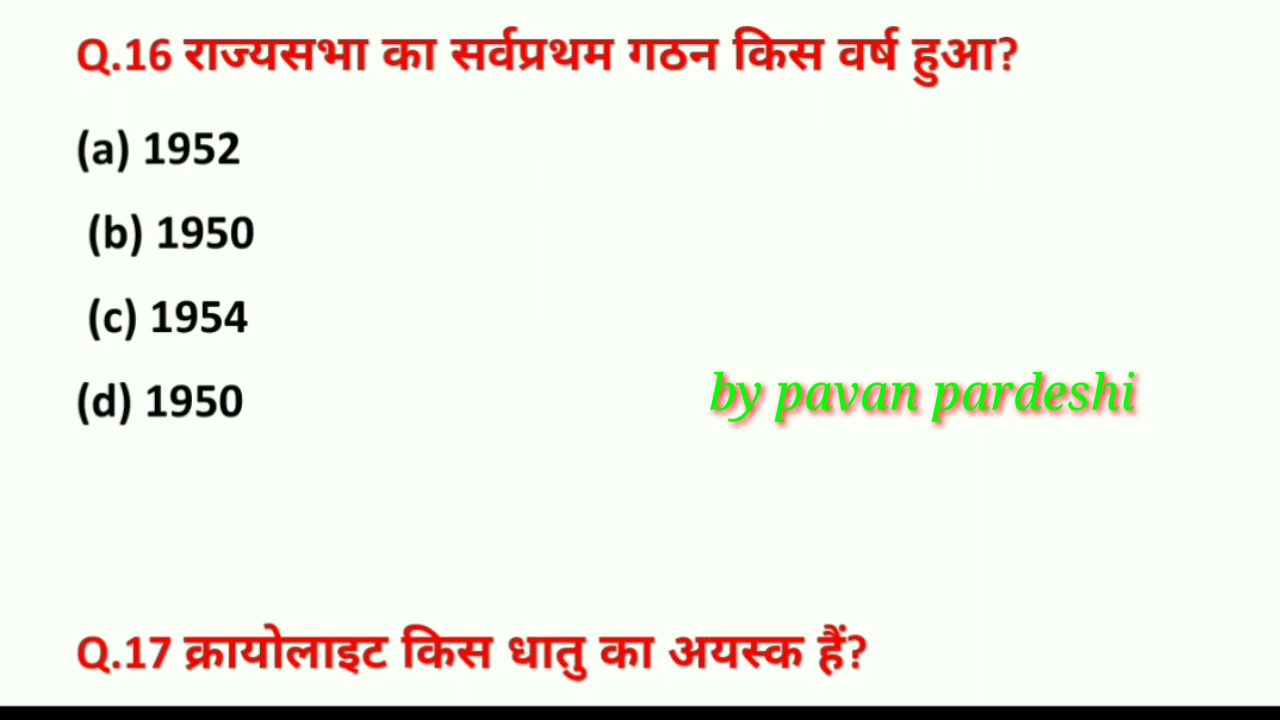 Q.16 राज्यसभा का सर्वप्रथम गठन किस वर्ष हुआ?
(a) 1952
(b) 1950
(c) 1954
(d) 1950
by pavan pardeshi
Q.17 क्रायोलाइट किस धातु का अयस्क हैं?